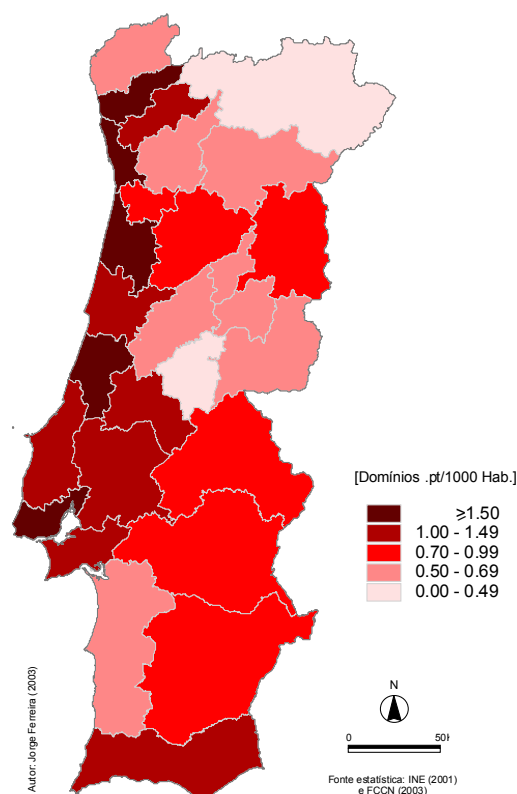 [Domínios .pt/1000 Hab.]
≥1.50
1.00 - 1.49
0.70 - 0.99
0.50 - 0.69
0.00 - 0.49
N
0 50
Fonte estatística: INE (2001)
e FCCN (2003)
Autor: Jorge Ferreira (2003)